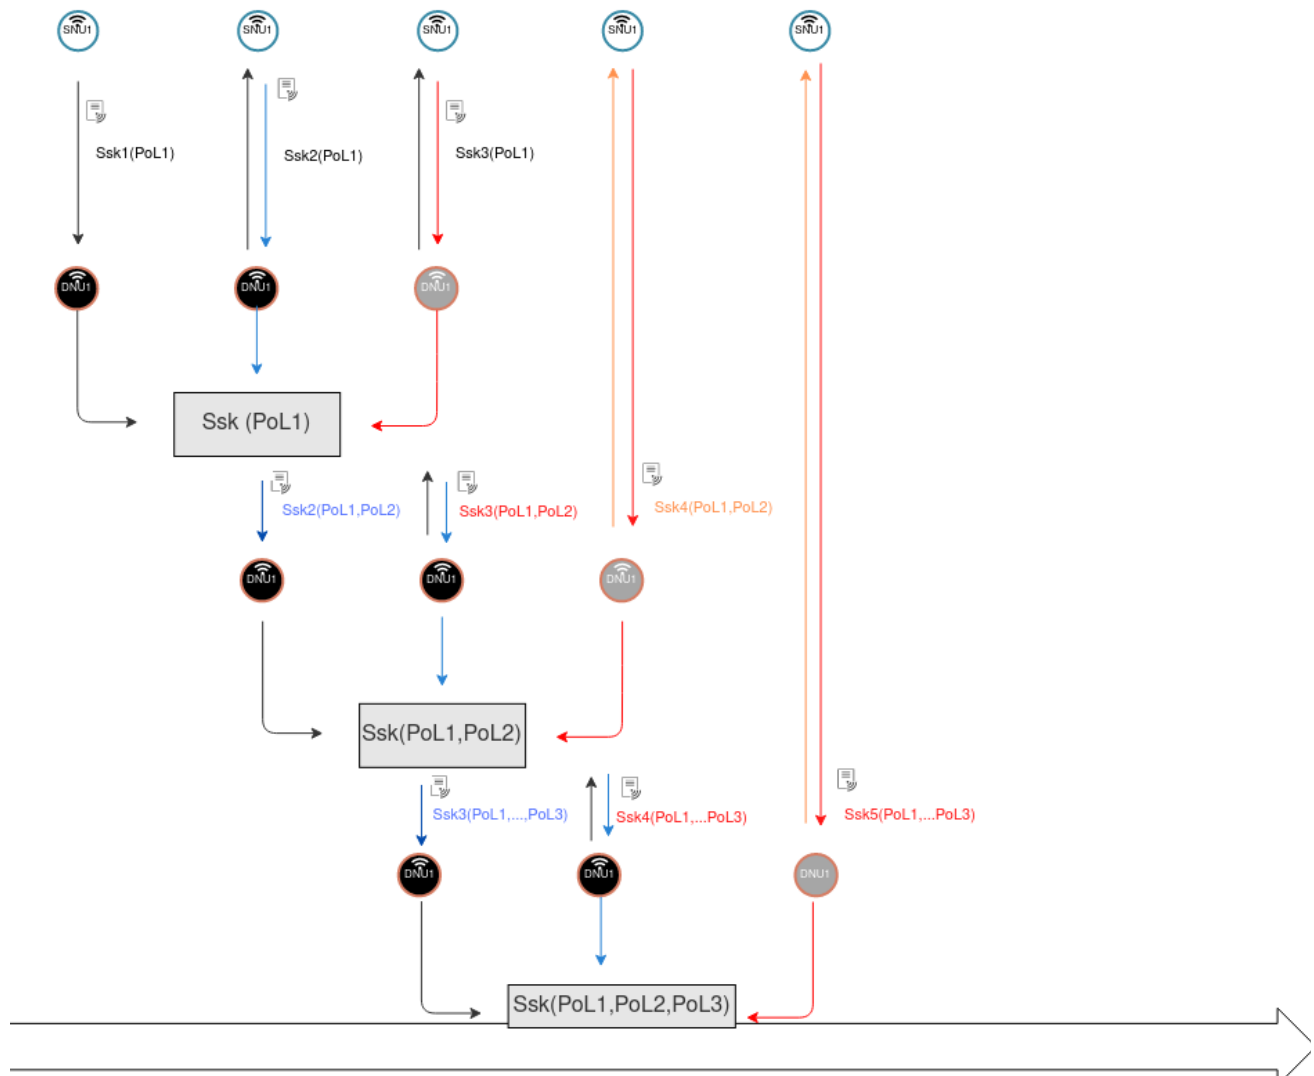 SNU1
SNU1
SNU1
SNU1
SNU1
Ssk1(PoL1)
Ssk2(PoL1)
Ssk3(PoL1)
DNU1
DNU1
DNU1
Ssk (PoL1)
Ssk2(PoL1,PoL2)
Ssk3(PoL1,PoL2)
Ssk4(PoL1,PoL2)
DNU1
DNU1
DNU1
Ssk(PoL1,PoL2)
Ssk3(PoL1,...,PoL3)
Ssk4(PoL1,...PoL3)
Ssk5(PoL1,...PoL3)
DNU1
DNU1
DNU1
Ssk(PoL1,PoL2,PoL3)